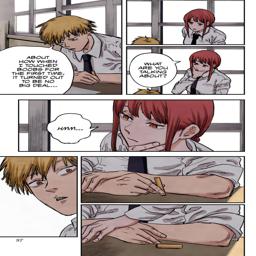 ABOUT
HOW WHEN
I TOUCHED
BOOBS FOR
THE FIRST TIME,
IT TURNED OUT
TO BE NO
BIG DEAL...
WHAT
ARE YOU
TALKING
ABOUT?
HMM...